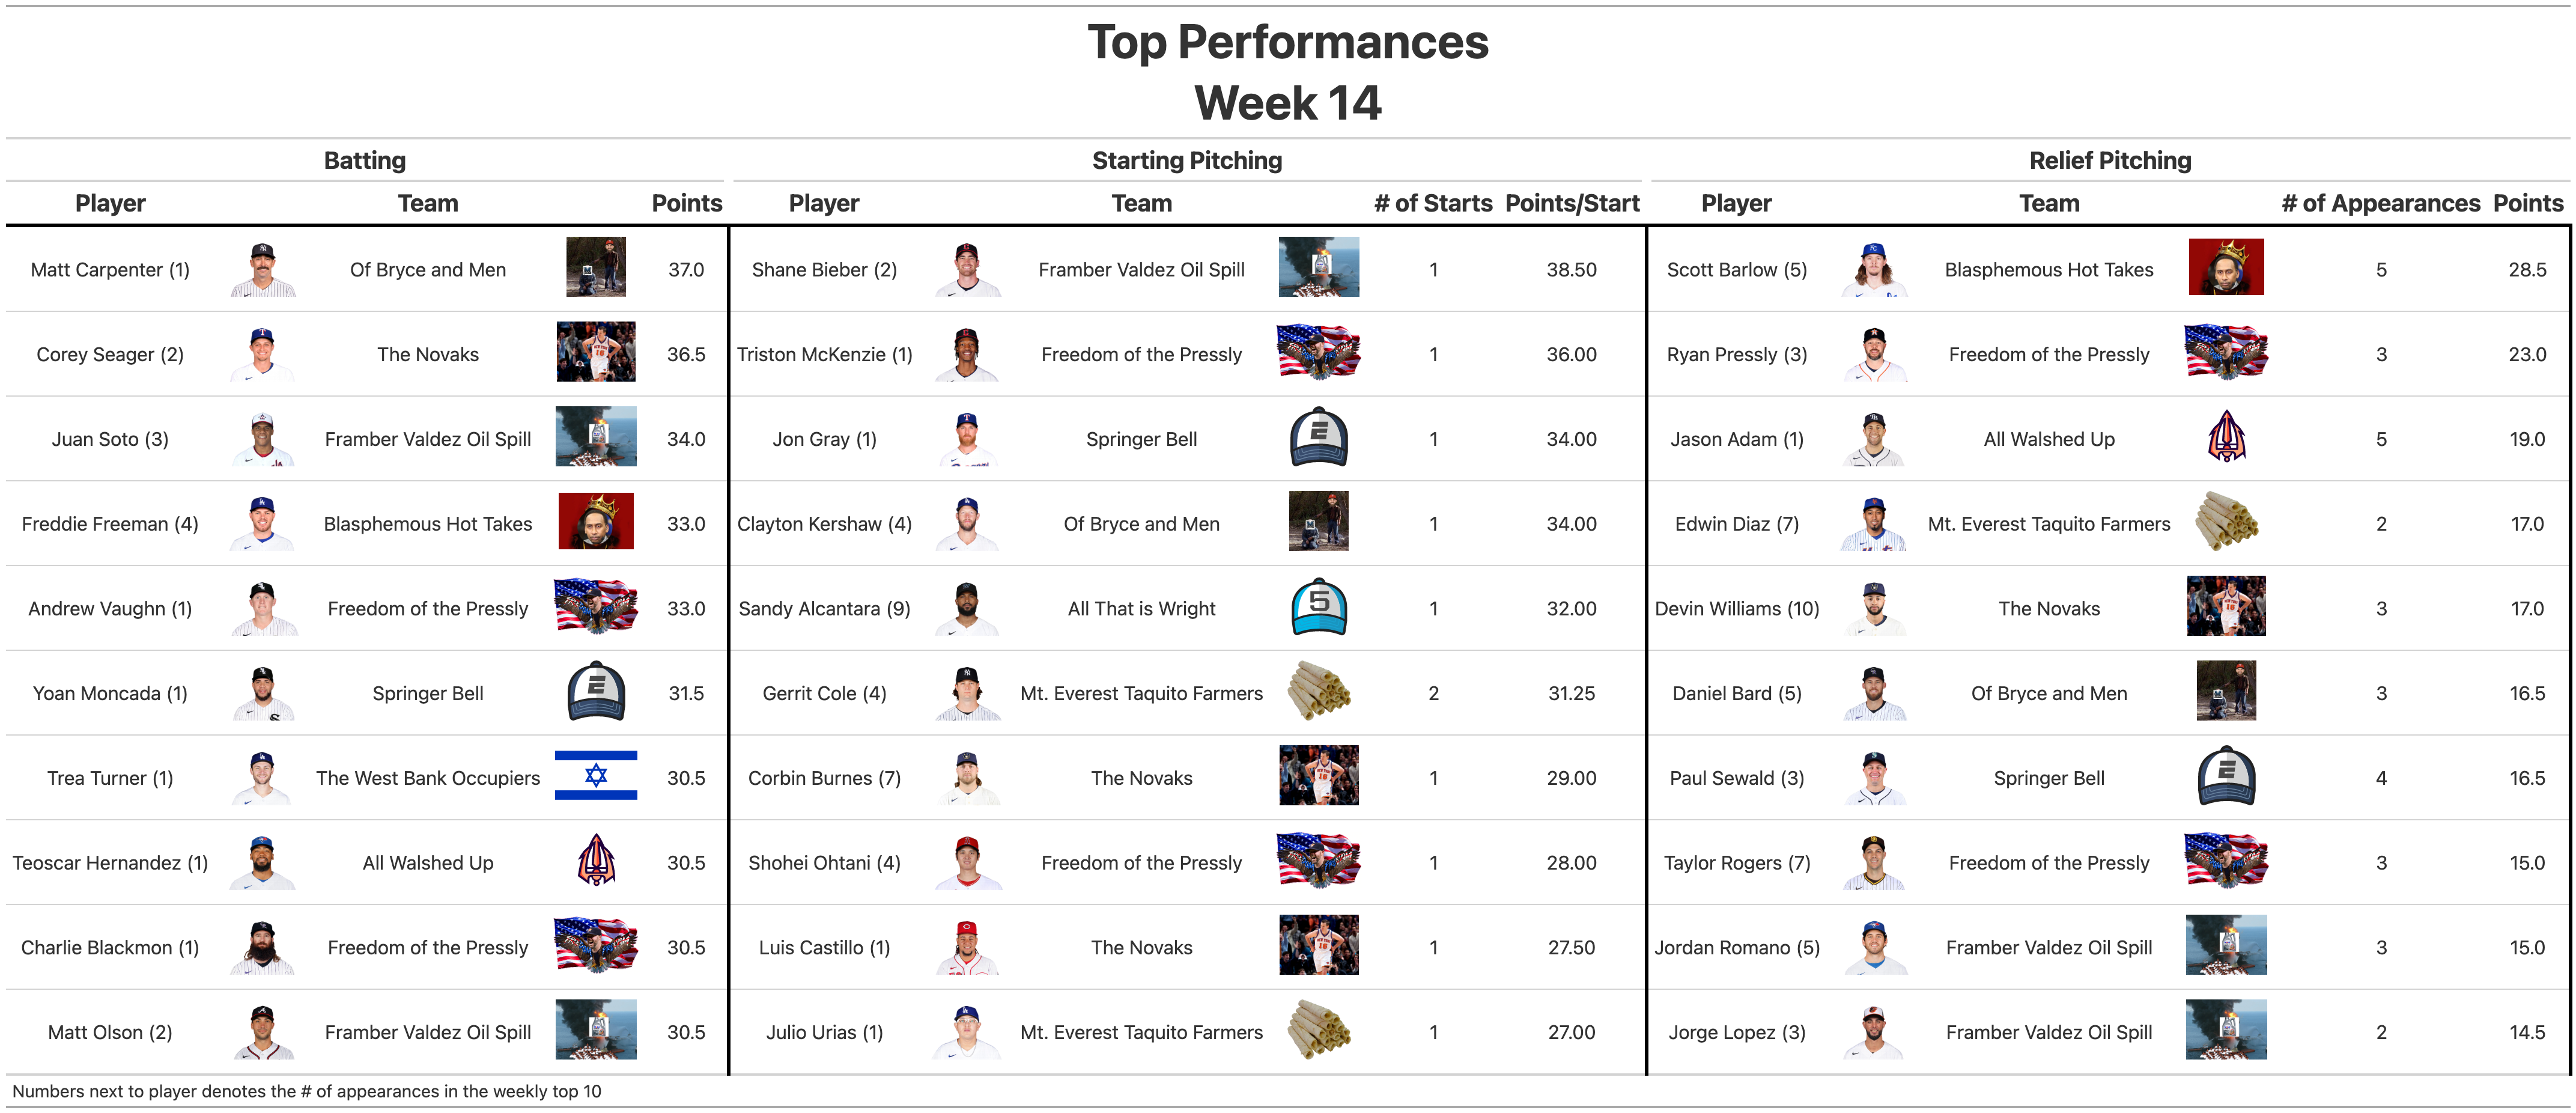 Top Performances
Week 14
Batting Starting Pitching Relief Pitching
Player Team Points Player Team # of Starts Points/Start Player Team # of Appearances Points
Matt Carpenter (1) Of Bryce and Men 37.0 Shane Bieber (2) Framber Valdez Oil Spill 1 38.50 Scott Barlow (5) Blasphemous Hot Takes 5 28.5
Corey Seager (2) The Novaks 36.5 Triston McKenzie (1) Freedom of the Pressly 1 36.00 Ryan Pressly (3) Freedom of the Pressly 3 23.0
Juan Soto (3) Framber Valdez Oil Spill 34.0 Jon Gray (1) Springer Bell 1 34.00 Jason Adam (1) All Walshed Up 5 19.0
Freddie Freeman (4) Blasphemous Hot Takes 33.0 Clayton Kershaw (4) Of Bryce and Men 1 34.00 Edwin Diaz (7) Mt. Everest Taquito Farmers 2 17.0
Andrew Vaughn (1) Freedom of the Pressly 33.0 Sandy Alcantara (9) All That is Wright 5 1 32.00 Devin Williams (10) The Novaks 3 17.0
Yoan Moncada (1) Springer Bell 31.5 Gerrit Cole (4) Mt. Everest Taquito Farmers 2 31.25 Daniel Bard (5) Of Bryce and Men 3 16.5
Trea Turner (1) The West Bank Occupiers 30.5 Corbin Burnes (7) The Novaks 1 29.00 Paul Sewald (3) Springer Bell 4 16.5
Teoscar Hernandez (1) All Walshed Up 30.5 Shohei Ohtani (4) Freedom of the Pressly 1 28.00 Taylor Rogers (7) Freedom of the Pressly 3 15.0
Charlie Blackmon (1) Freedom of the Pressly 30.5 Luis Castillo (1) The Novaks 1 27.50 Jordan Romano (5) Framber Valdez Oil Spill 3 15.0
Matt Olson (2) Framber Valdez Oil Spill 30.5 Julio Urias (1) Mt. Everest Taquito Farmers 1 27.00 Jorge Lopez (3) Framber Valdez Oil Spill 2 14.5
Numbers next to player denotes the # of appearances in the weekly top 10